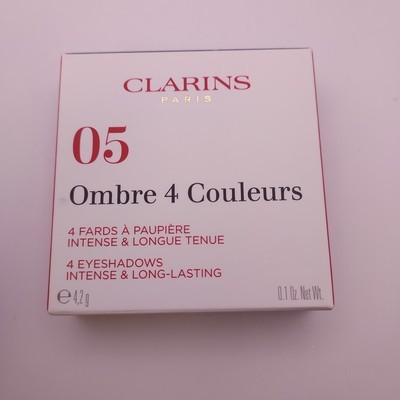 CLARINS
PARIS
05
Ombre 4 Couleurs
4 FARDS À PAUPIÈRE
INTENSE & LONGUE TENUE
4 EYESHADOWS
INTENSE & LONG-LASTING
℮ 4,2 g 0.1 Oz. Net Wt.